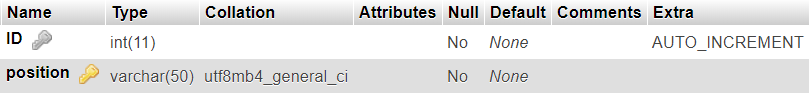 Name Type Collation Attributes Null Default Comments Extra
ID int(11) No None AUTO_INCREMENT
position varchar(50) utf8mb4_general_ci No None